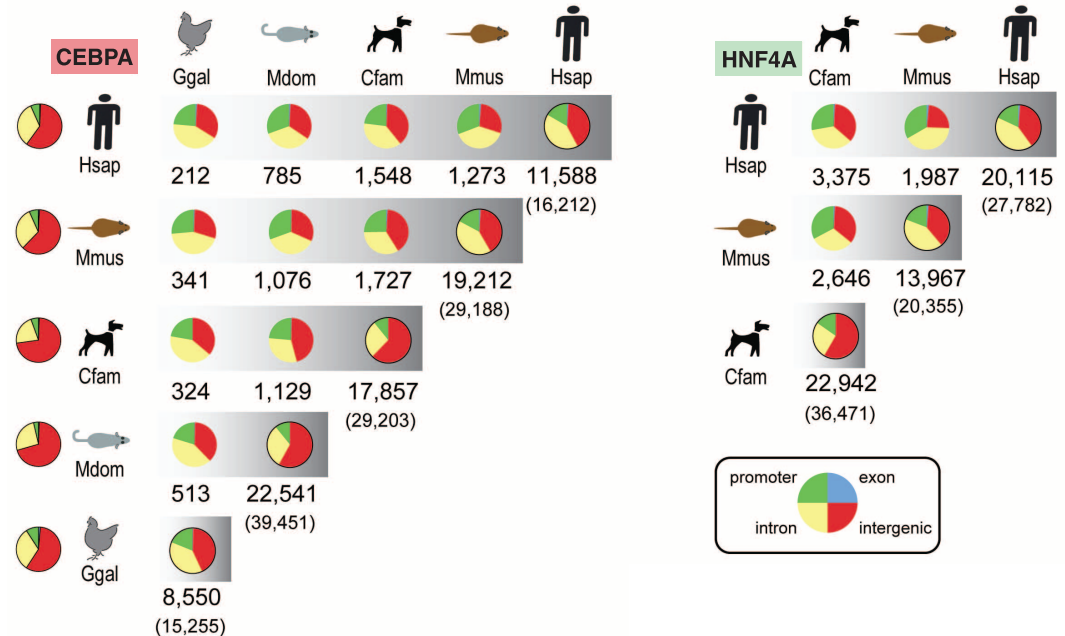 CEBPA
Ggal Mdom Cfam Mmus Hsap
Hsap
212 785 1,548 1,273 11,588
(16,212)
Mmus
341 1,076 1,727 19,212
(29,188)
Cfam
324 1,129 17,857
(29,203)
Mdom
513 22,541
(39,451)
Ggal
8,550
(15,255)
HNF4A
Cfam Mmus Hsap
Hsap
3,375 1,987 20,115
(27,782)
Mmus
2,646 13,967
(20,355)
Cfam
22,942
(36,471)
promoter exon
intron intergenic